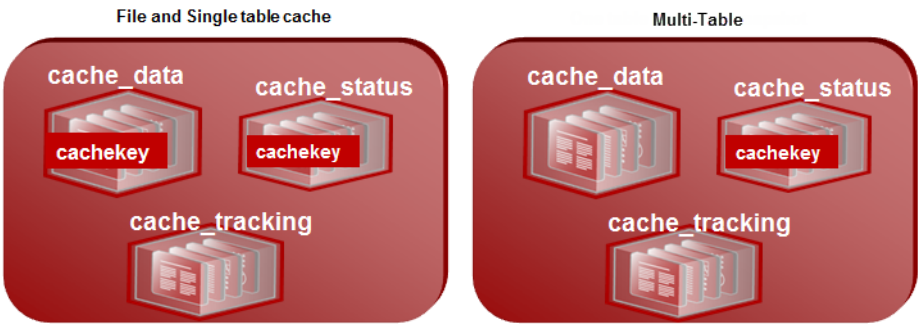 File and Single table cache
Multi-Table
cache_data
cache_status
cachekey
cachekey
cache_tracking
cache_data
cache_status
cachekey
cache_tracking